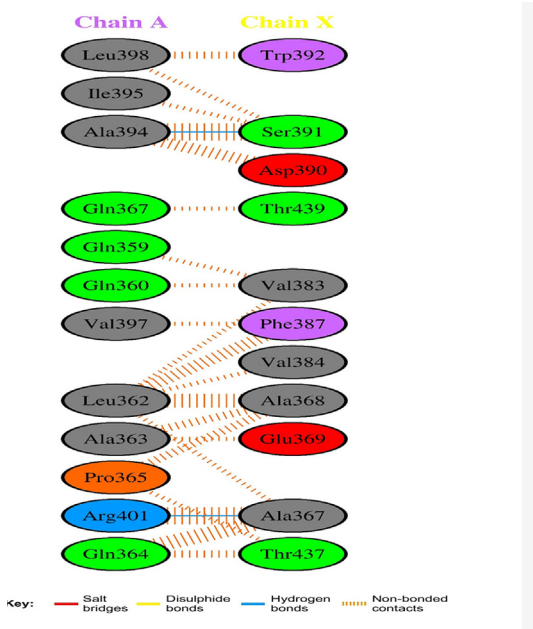 Chain A Chain X
Leu398 Trp392
Ile395
Ala394 Ser391
Asp390
Gln367 Thr439
Gln359
Gln360 Val383
Val397 Phe387
Val384
Leu362 Ala368
Ala363 Glu369
Pro365
Arg401 Ala367
Gln364 Thr437
Key: Salt bridges Disulphide bonds Hydrogen bonds Non-bonded contacts